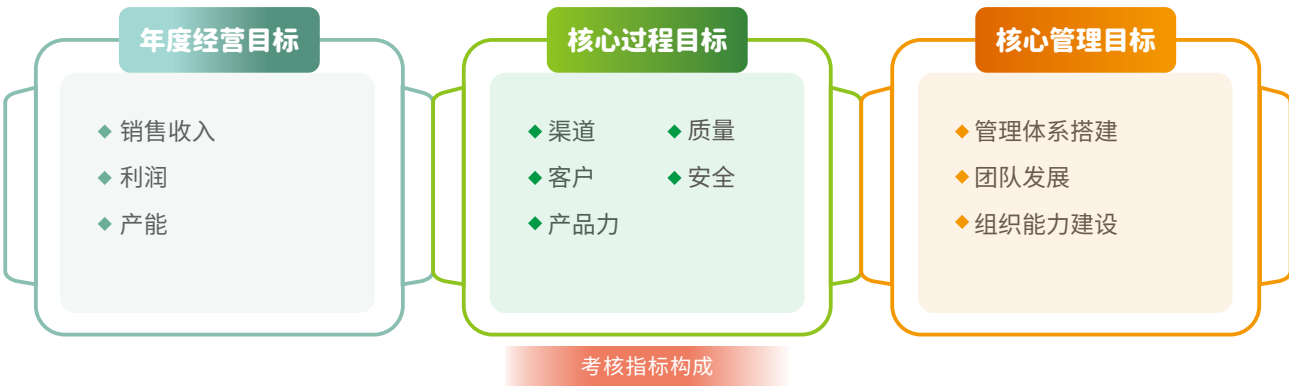 年度经营目标
销售收入
利润
产能
核心过程目标
渠道
质量
客户
安全
产品力
核心管理目标
管理体系搭建
团队发展
组织能力建设
考核指标构成